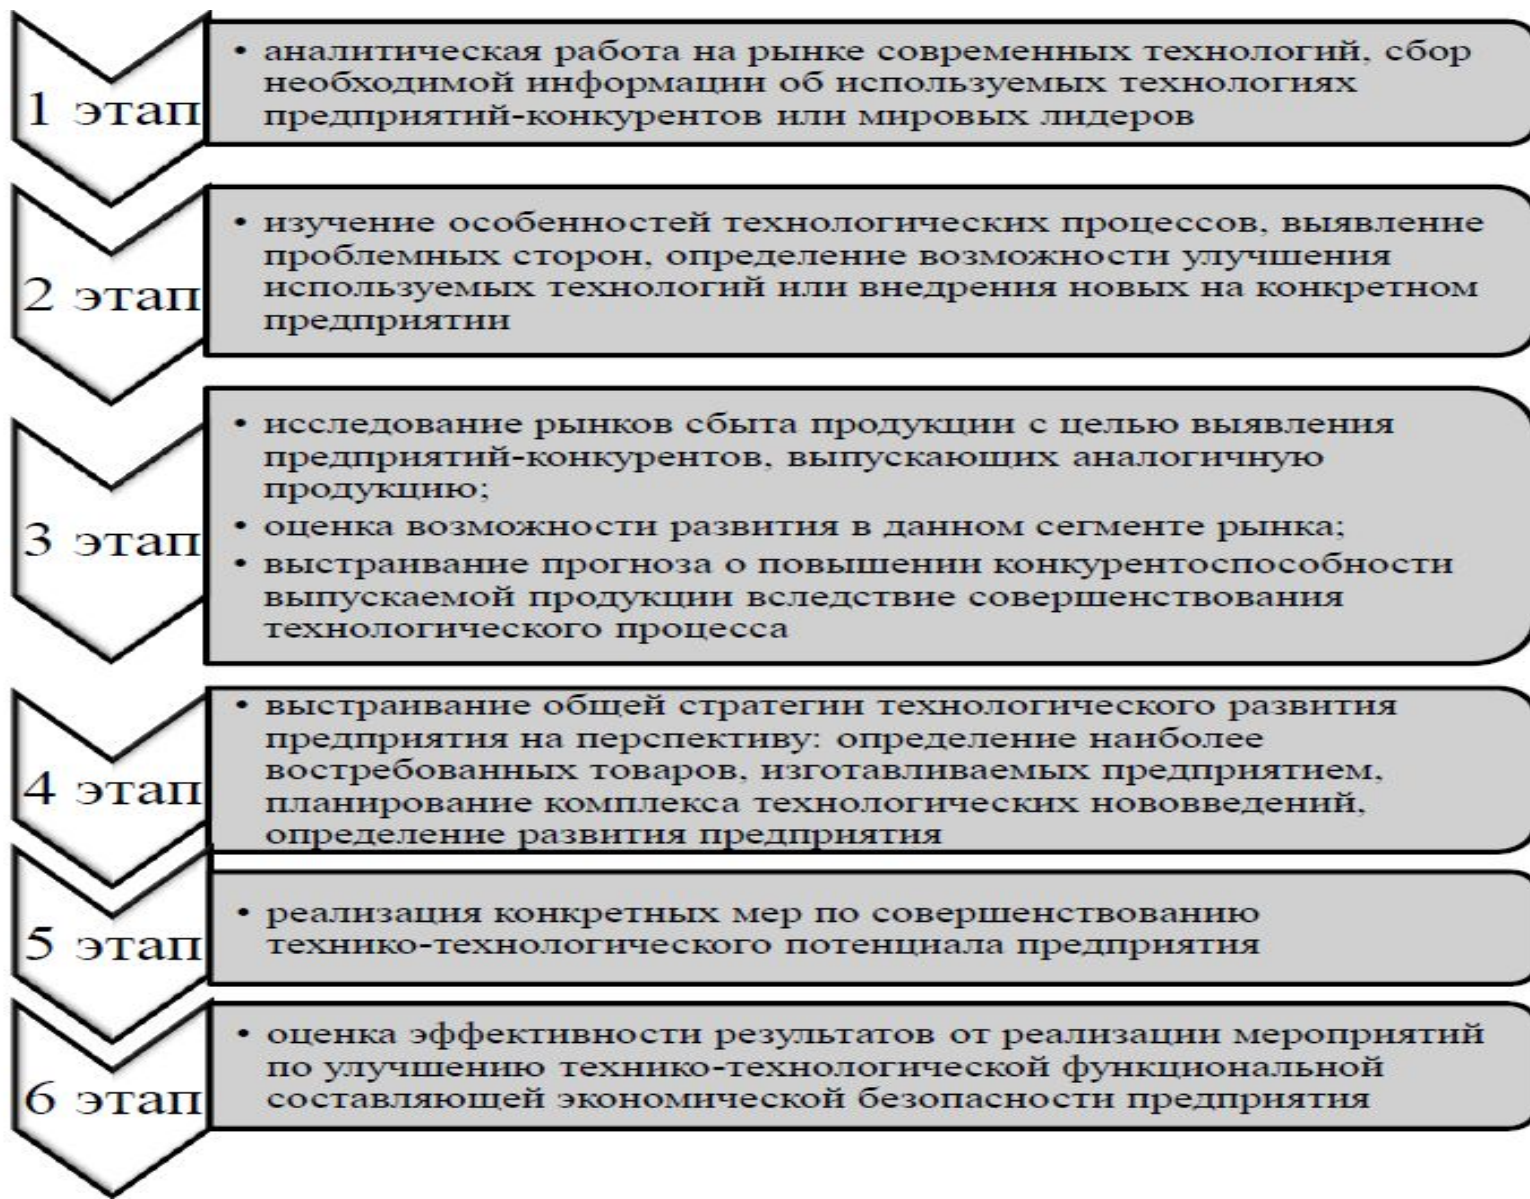 1 этап
• аналитическая работа на рынке современных технологий, сбор
необходимой информации об используемых технологиях
предприятий-конкурентов или мировых лидеров
2 этап
• изучение особенностей технологических процессов, выявление
проблемных сторон, определение возможности улучшения
используемых технологий или внедрения новых на конкретном
предприятии
3 этап
• исследование рынков сбыта продукции с целью выявления
предприятий-конкурентов, выпускающих аналогичную
продукцию;
• оценка возможности развития в данном сегменте рынка;
• выстраивание прогноза о повышении конкурентоспособности
выпускаемой продукции вследствие совершенствования
технологического процесса
4 этап
• выстраивание общей стратегии технологического развития
предприятия на перспективу: определение наиболее
востребованных товаров, изготавливаемых предприятием,
планирование комплекса технологических нововведений,
определение развития предприятия
5 этап
• реализация конкретных мер по совершенствованию
технико-технологического потенциала предприятия
6 этап
• оценка эффективности результатов от реализации мероприятий
по улучшению технико-технологической функциональной
составляющей экономической безопасности предприятия